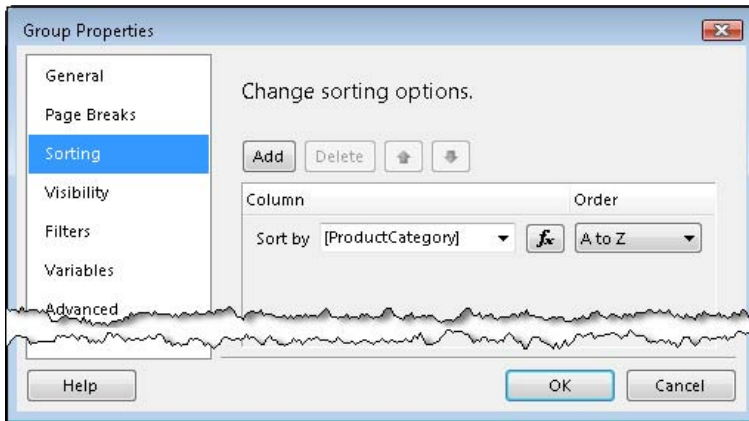 Group Properties
General
Page Breaks
Sorting
Visibility
Filters
Variables
Advanced
Change sorting options.
Add Delete
Column Order
Sort by [ProductCategory] fx A to Z
Help OK Cancel